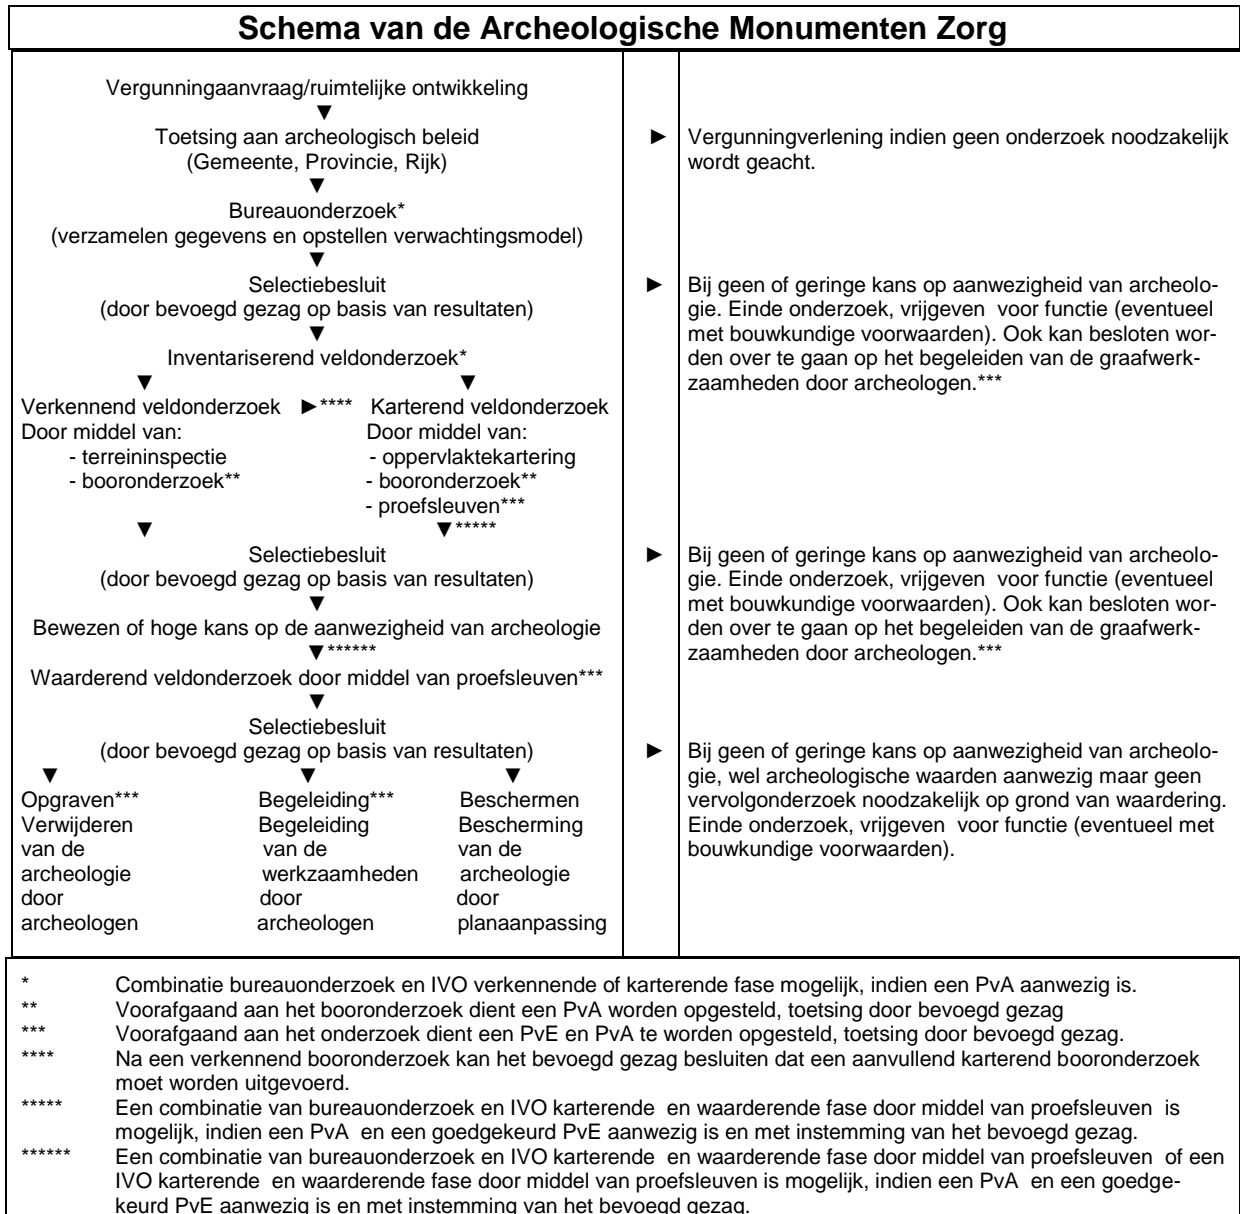 Schema van de Archeologische Monumenten Zorg
Vergunningaanvraag/ruimtelijke ontwikkeling
▼
Toetsing aan archeologisch beleid
(Gemeente, Provincie, Rijk)
► Vergunningverlening indien geen onderzoek noodzakelijk
wordt geacht.
▼
Bureauonderzoek*
(verzamelen gegevens en opstellen verwachtingsmodel)
▼
Selectiebesluit
(door bevoegd gezag op basis van resultaten)
► Bij geen of geringe kans op aanwezigheid van archeolo-
gie. Einde onderzoek, vrijgeven voor functie (eventueel
met bouwkundige voorwaarden). Ook kan besloten wor-
den over te gaan op het begeleiden van de graafwerk-
zaamheden door archeologen.***
▼
Inventariserend veldonderzoek*
▼ ▼
Verkennend veldonderzoek ►**** Karterend veldonderzoek
Door middel van: Door middel van:
- terreininspectie - oppervlaktekartering
- booronderzoek** - booronderzoek**
- proefsleuven***
▼ ▼*****
Selectiebesluit
(door bevoegd gezag op basis van resultaten)
► Bij geen of geringe kans op aanwezigheid van archeolo-
gie. Einde onderzoek, vrijgeven voor functie (eventueel
met bouwkundige voorwaarden). Ook kan besloten wor-
den over te gaan op het begeleiden van de graafwerk-
zaamheden door archeologen.***
▼
Bewezen of hoge kans op de aanwezigheid van archeologie
▼******
Waarderend veldonderzoek door middel van proefsleuven***
▼
Selectiebesluit
(door bevoegd gezag op basis van resultaten)
► Bij geen of geringe kans op aanwezigheid van archeolo-
gie, wel archeologische waarden aanwezig maar geen
vervolgonderzoek noodzakelijk op grond van waardering.
Einde onderzoek, vrijgeven voor functie (eventueel met
bouwkundige voorwaarden).
▼ ▼ ▼
Opgraven*** Begeleiding*** Beschermen
Verwijderen Begeleiding Bescherming
van de van de van de
archeologie werkzaamheden archeologie
door door door
archeologen archeologen planaanpassing
* Combinatie bureauonderzoek en IVO verkennende of karterende fase mogelijk, indien een PvA aanwezig is.
** Voorafgaand aan het booronderzoek dient een PvA worden opgesteld, toetsing door bevoegd gezag
*** Voorafgaand aan het onderzoek dient een PvE en PvA te worden opgesteld, toetsing door bevoegd gezag.
**** Na een verkennend booronderzoek kan het bevoegd gezag besluiten dat een aanvullend karterend booronderzoek
moet worden uitgevoerd.
***** Een combinatie van bureauonderzoek en IVO karterende en waarderende fase door middel van proefsleuven is
mogelijk, indien een PvA en een goedgekeurd PvE aanwezig is en met instemming van het bevoegd gezag.
****** Een combinatie van bureauonderzoek en IVO karterende en waarderende fase door middel van proefsleuven of een
IVO karterende en waarderende fase door middel van proefsleuven is mogelijk, indien een PvA en een goedge-
keurd PvE aanwezig is en met instemming van het bevoegd gezag.